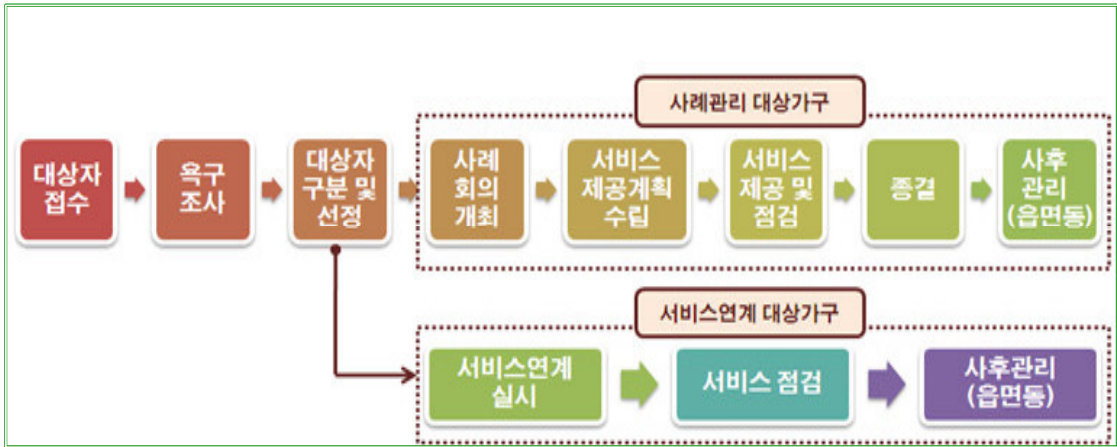 사례관리 대상가구
대상자
접수
욕구
조사
대상자
구분 및
선정
사례
회의
개최
서비스
제공계획
수립
서비스
제공 및
점검
종결
사후
관리
(읍면동)
서비스연계 대상가구
서비스연계
실시
서비스 점검
사후관리
(읍면동)